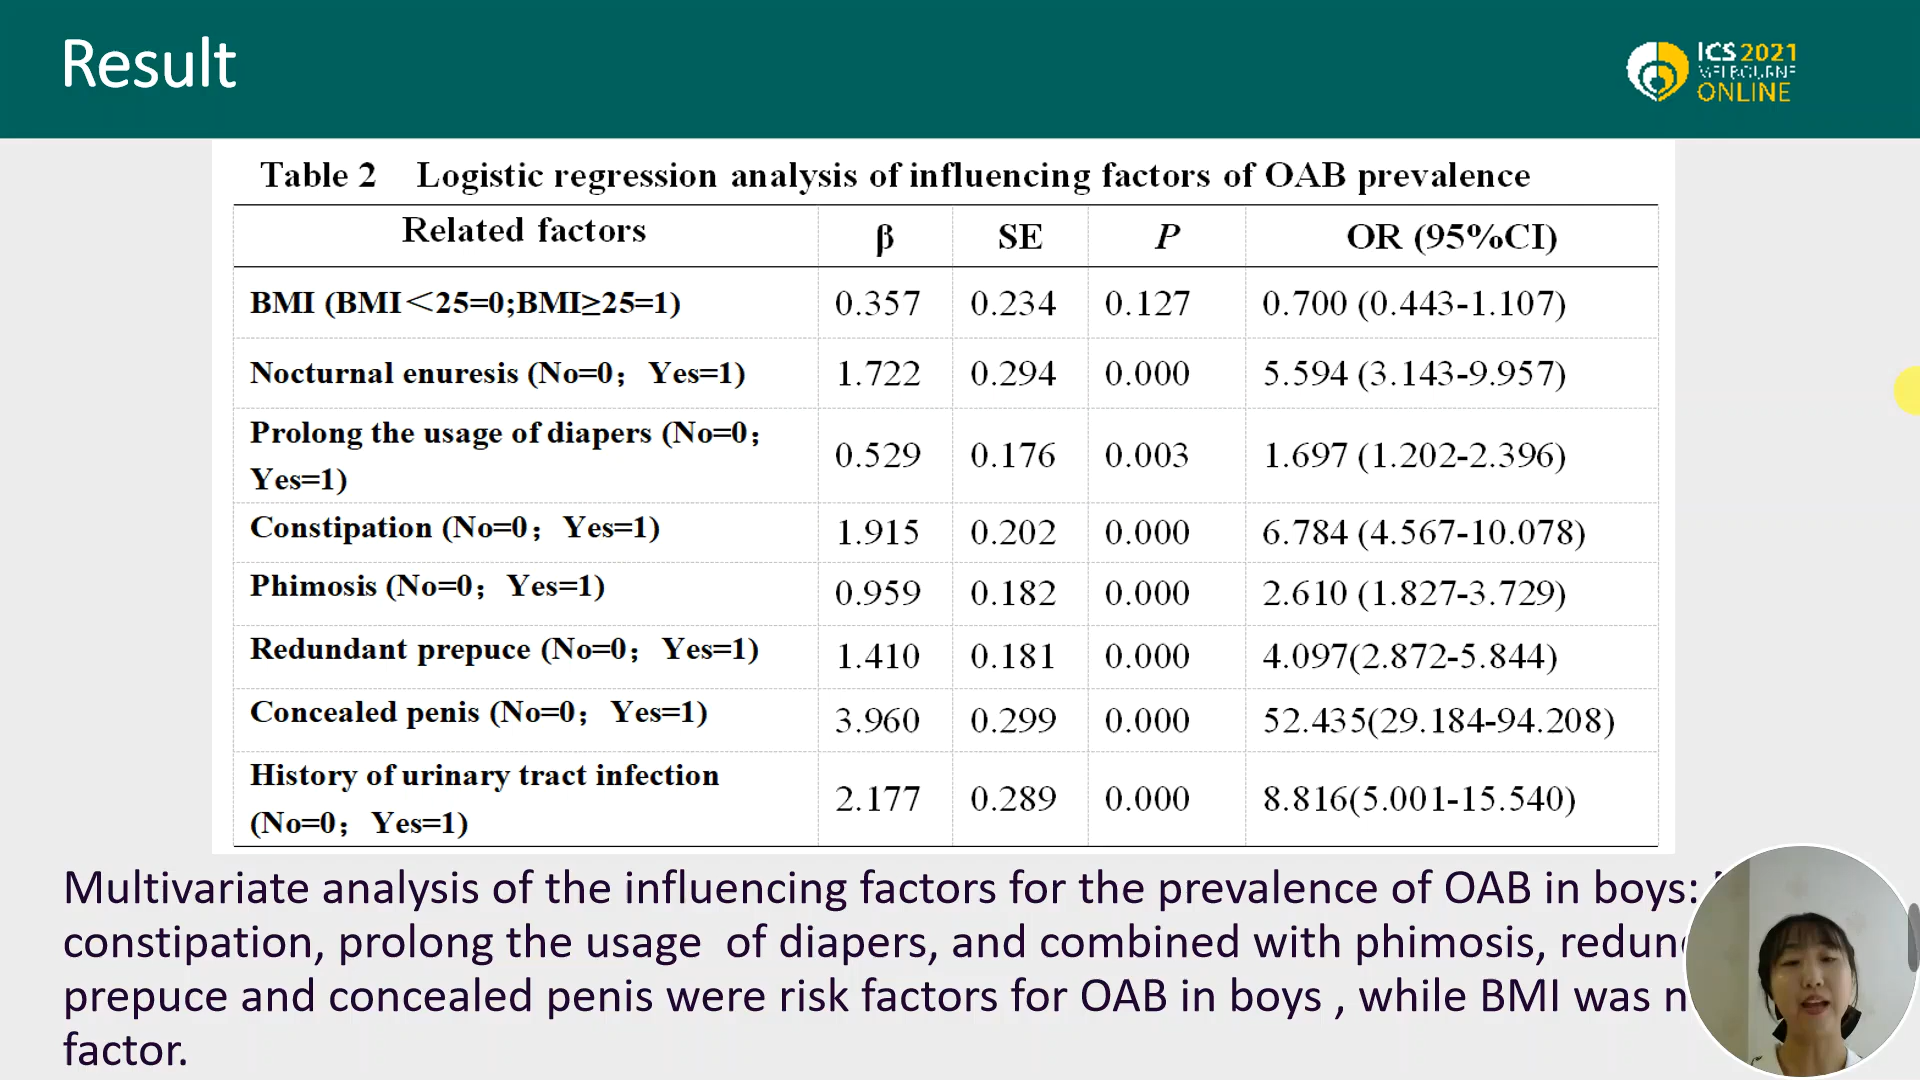 Result
ICS 2021
MELBOURNE
ONLINE
Table 2 Logistic regression analysis of influencing factors of OAB prevalence
Related factors β SE P OR (95%CI)
BMI (BMI＜25=0;BMI≥25=1) 0.357 0.234 0.127 0.700 (0.443-1.107)
Nocturnal enuresis (No=0； Yes=1) 1.722 0.294 0.000 5.594 (3.143-9.957)
Prolong the usage of diapers (No=0；
Yes=1) 0.529 0.176 0.003 1.697 (1.202-2.396)
Constipation (No=0； Yes=1) 1.915 0.202 0.000 6.784 (4.567-10.078)
Phimosis (No=0； Yes=1) 0.959 0.182 0.000 2.610 (1.827-3.729)
Redundant prepuce (No=0； Yes=1) 1.410 0.181 0.000 4.097(2.872-5.844)
Concealed penis (No=0； Yes=1) 3.960 0.299 0.000 52.435(29.184-94.208)
History of urinary tract infection
(No=0； Yes=1) 2.177 0.289 0.000 8.816(5.001-15.540)
Multivariate analysis of the influencing factors for the prevalence of OAB in boys:
constipation, prolong the usage of diapers, and combined with phimosis,
prepuce and concealed penis were risk factors for OAB in boys , while BMI was
factor.